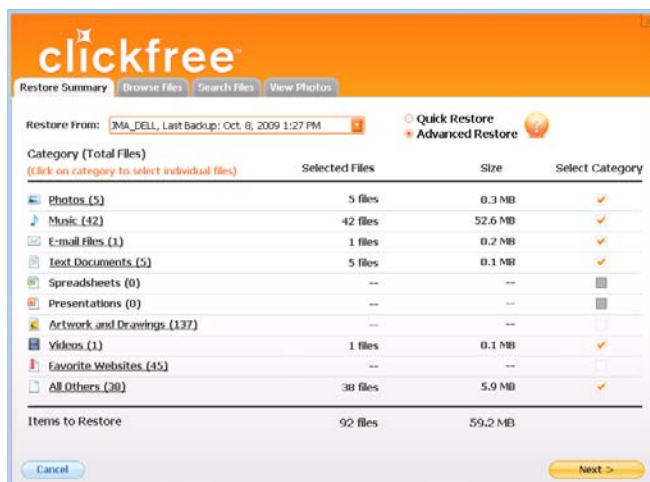 clickfree™
Restore Summary Browse Files Search Files View Photos
Restore From: JMA_DELL, Last Backup: Oct. 8, 2009 1:27 PM
Quick Restore
Advanced Restore ?
Category (Total Files) Selected Files Size Select Category
(Click on category to select individual files)
Photos (5) 5 files 0.3 MB
Music (42) 42 files 52.6 MB
E-mail Files (1) 1 files 0.2 MB
Text Documents (5) 5 files 0.1 MB
Spreadsheets (0) -- --
Presentations (0) -- --
Artwork and Drawings (137) -- --
Videos (1) 1 files 0.1 MB
Favorite Websites (45) -- --
All Others (38) 38 files 5.9 MB
Items to Restore 92 files 59.2 MB
Cancel Next >